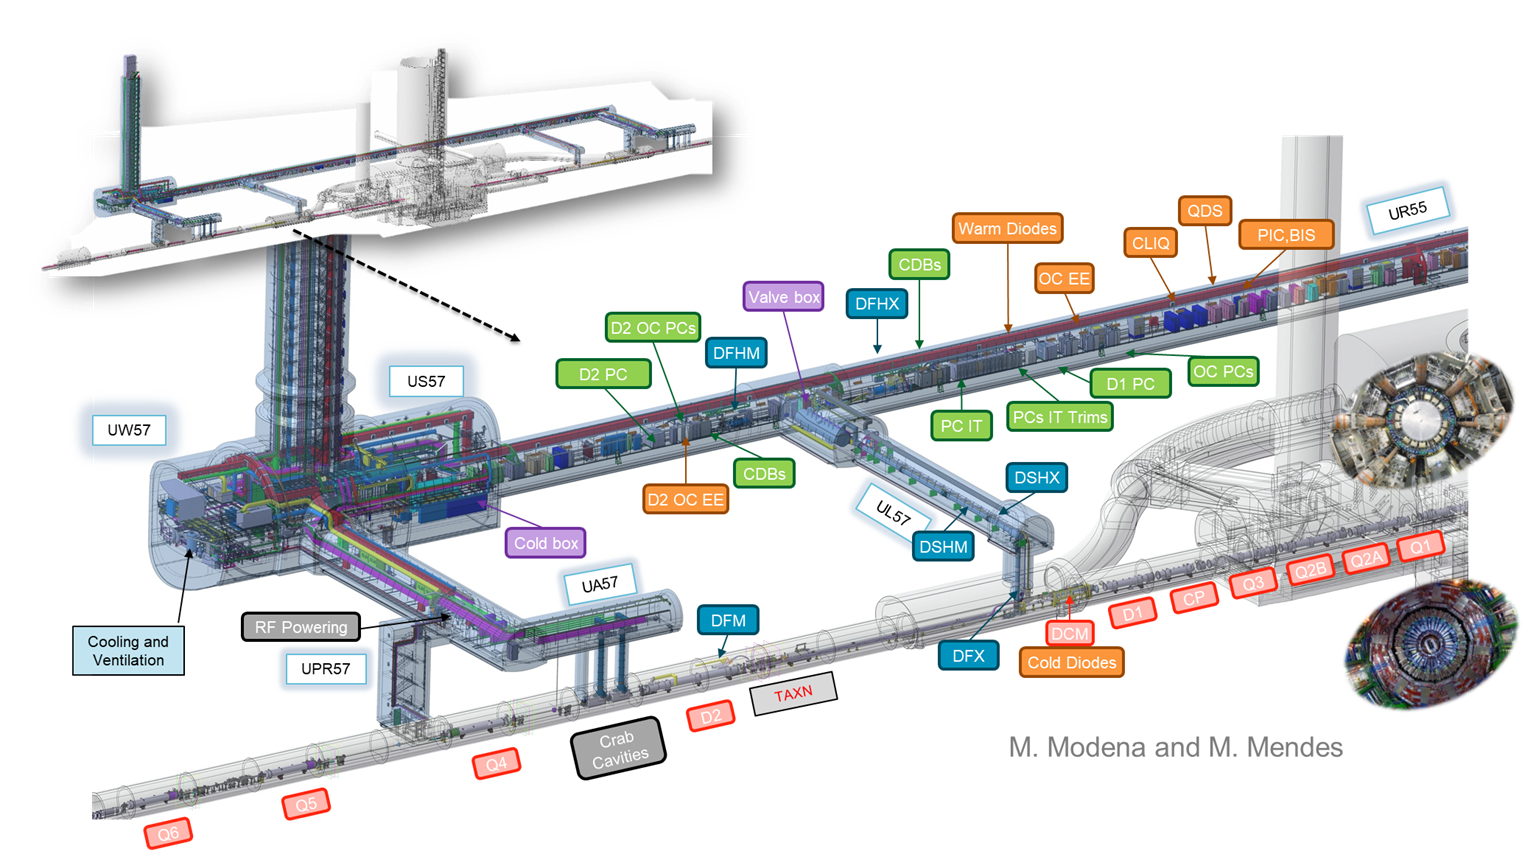 UR55
QDS
PIC,BIS
Warm Diodes
CLIQ
CDBs
OC EE
Valve box
DFHX
D2 OC PCs
DFHM
D2 PC
US57
UW57
OC PCs
D1 PC
PCs IT Trims
PC IT
CDBs
D2 OC EE
DSHX
UL57
DSHM
Cold box
UA57
RF Powering
Cooling and
Ventilation
UPR57
DFM
DFX
DCM
Cold Diodes
Q1
Q2A
Q2B
Q3
CP
D1
TAXN
D2
Crab
Cavities
Q4
Q5
Q6
M. Modena and M. Mendes